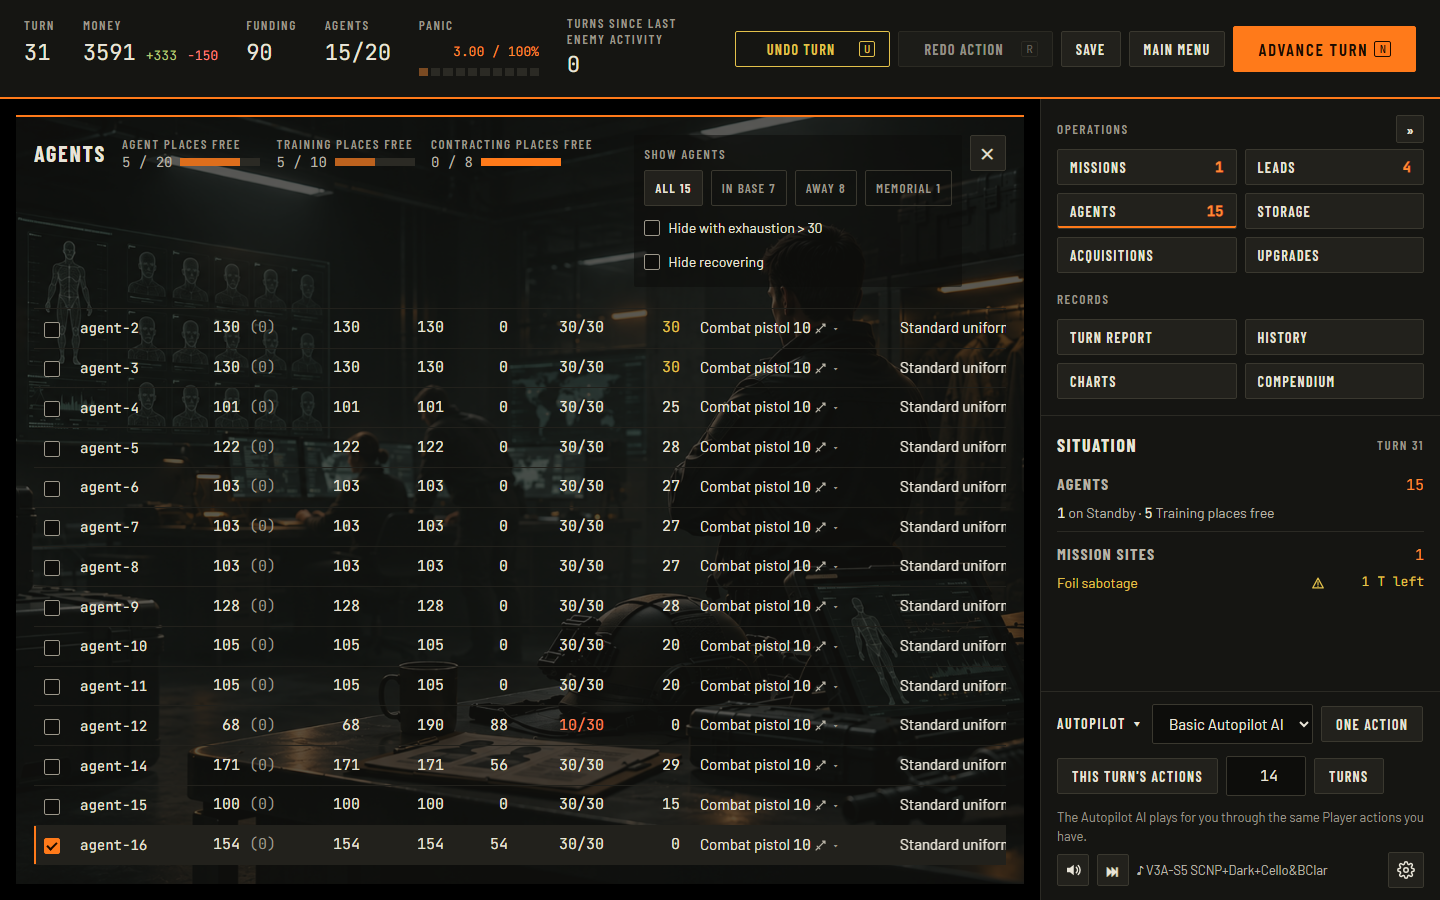 TURN
31
MONEY
3591 +333 -150
FUNDING
90
AGENTS
15/20
PANIC
3.00 / 100%
TURNS SINCE LAST
ENEMY ACTIVITY
0
UNDO TURN U
REDO ACTION R
SAVE
MAIN MENU
ADVANCE TURN N
AGENTS
AGENT PLACES FREE
5 / 20
TRAINING PLACES FREE
5 / 10
CONTRACTING PLACES FREE
0 / 8
SHOW AGENTS
ALL 15
IN BASE 7
AWAY 8
MEMORIAL 1
Hide with exhaustion > 30
Hide recovering
agent-2 130 (0) 130 130 0 30/30 30 Combat pistol 10 - Standard uniform
agent-3 130 (0) 130 130 0 30/30 30 Combat pistol 10 - Standard uniform
agent-4 101 (0) 101 101 0 30/30 25 Combat pistol 10 - Standard uniform
agent-5 122 (0) 122 122 0 30/30 28 Combat pistol 10 - Standard uniform
agent-6 103 (0) 103 103 0 30/30 27 Combat pistol 10 - Standard uniform
agent-7 103 (0) 103 103 0 30/30 27 Combat pistol 10 - Standard uniform
agent-8 103 (0) 103 103 0 30/30 27 Combat pistol 10 - Standard uniform
agent-9 128 (0) 128 128 0 30/30 28 Combat pistol 10 - Standard uniform
agent-10 105 (0) 105 105 0 30/30 20 Combat pistol 10 - Standard uniform
agent-11 105 (0) 105 105 0 30/30 20 Combat pistol 10 - Standard uniform
agent-12 68 (0) 68 190 88 10/30 0 Combat pistol 10 - Standard uniform
agent-14 171 (0) 171 171 56 30/30 29 Combat pistol 10 - Standard uniform
agent-15 100 (0) 100 100 0 30/30 15 Combat pistol 10 - Standard uniform
agent-16 154 (0) 154 154 54 30/30 0 Combat pistol 10 - Standard uniform
OPERATIONS
»
MISSIONS 1
LEADS 4
AGENTS 15
STORAGE
ACQUISITIONS
UPGRADES
RECORDS
TURN REPORT
HISTORY
CHARTS
COMPENDIUM
SITUATION TURN 31
AGENTS 15
1 on Standby · 5 Training places free
MISSION SITES 1
Foil sabotage ⚠ 1 T left
AUTOPILOT ▾
Basic Autopilot AI
ONE ACTION
THIS TURN'S ACTIONS
14
TURNS
The Autopilot AI plays for you through the same Player actions you
have.
♪ V3A-S5 SCNP+Dark+Cello&BClar